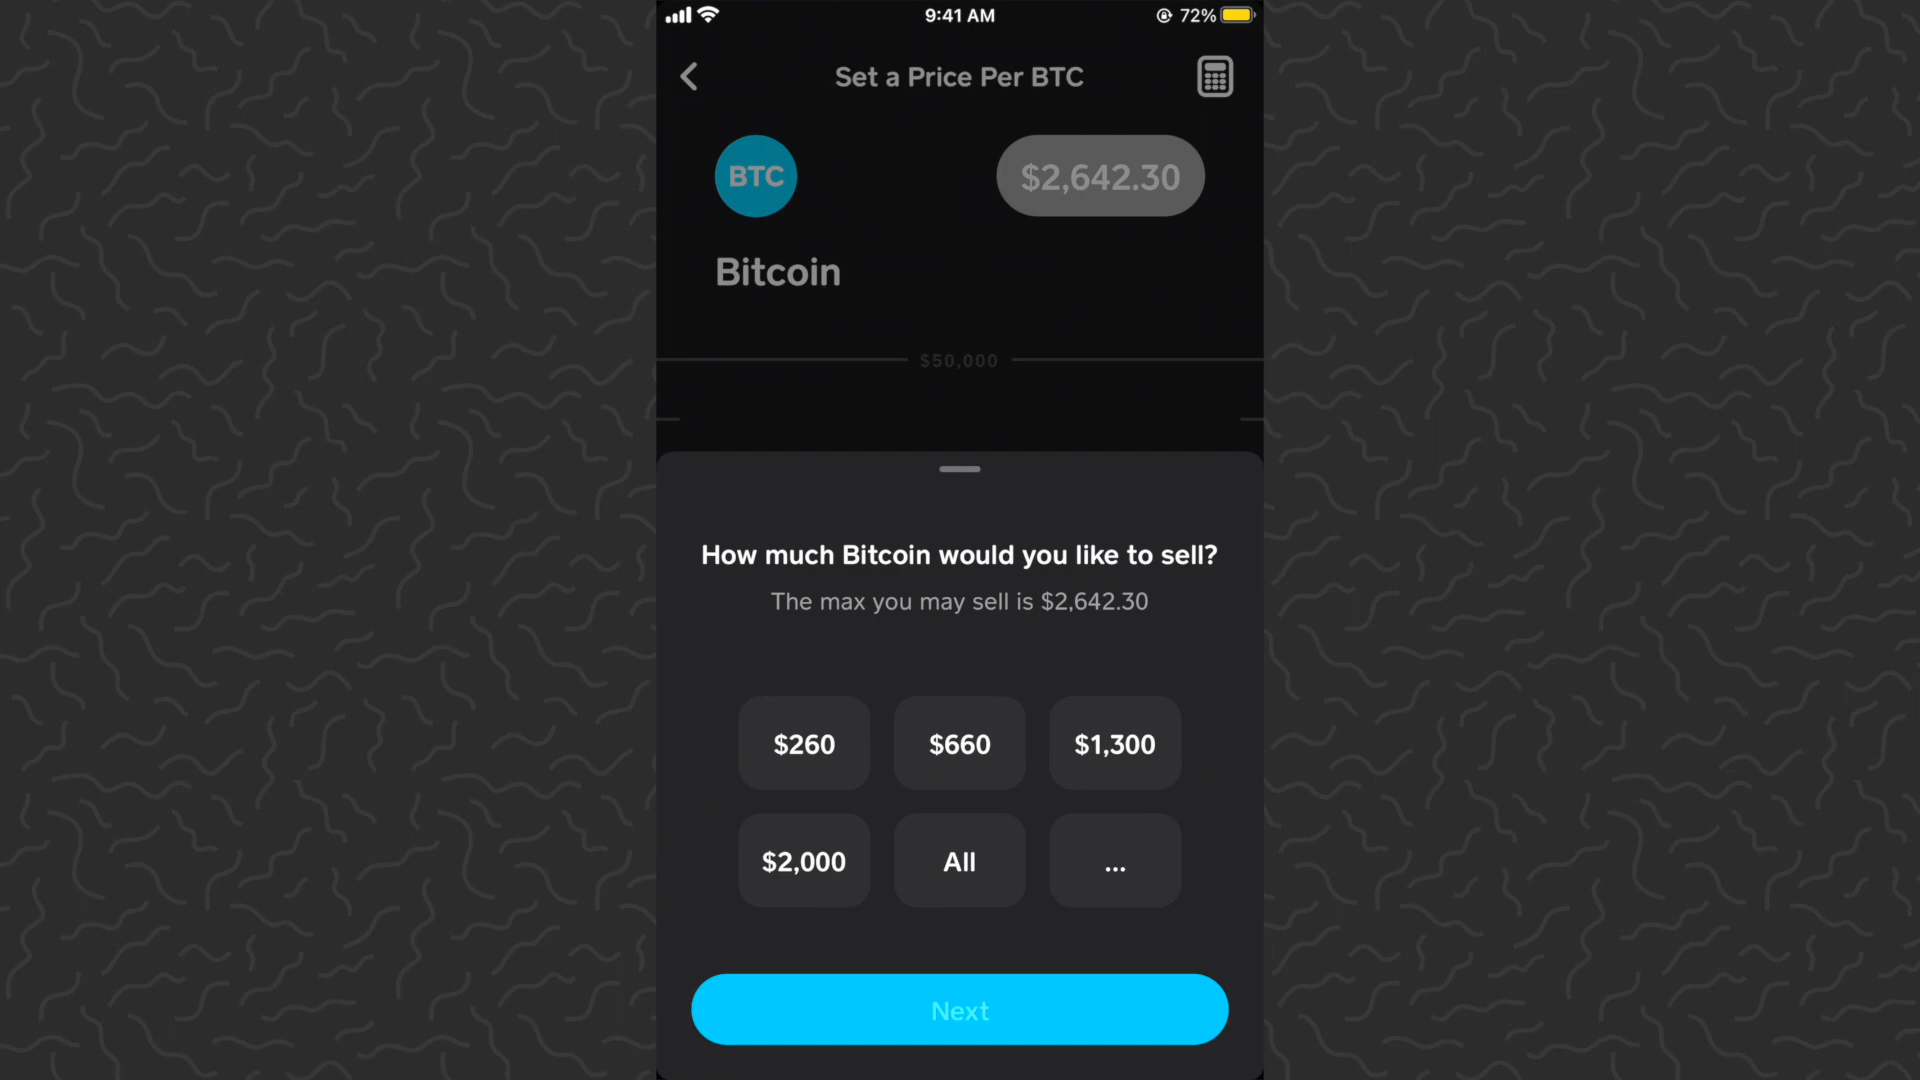 9:41 AM
72%
Set a Price Per BTC
BTC
$2,642.30
Bitcoin
$50,000
How much Bitcoin would you like to sell?
The max you may sell is $2,642.30
$260
$660
$1,300
$2,000
All
...
Next